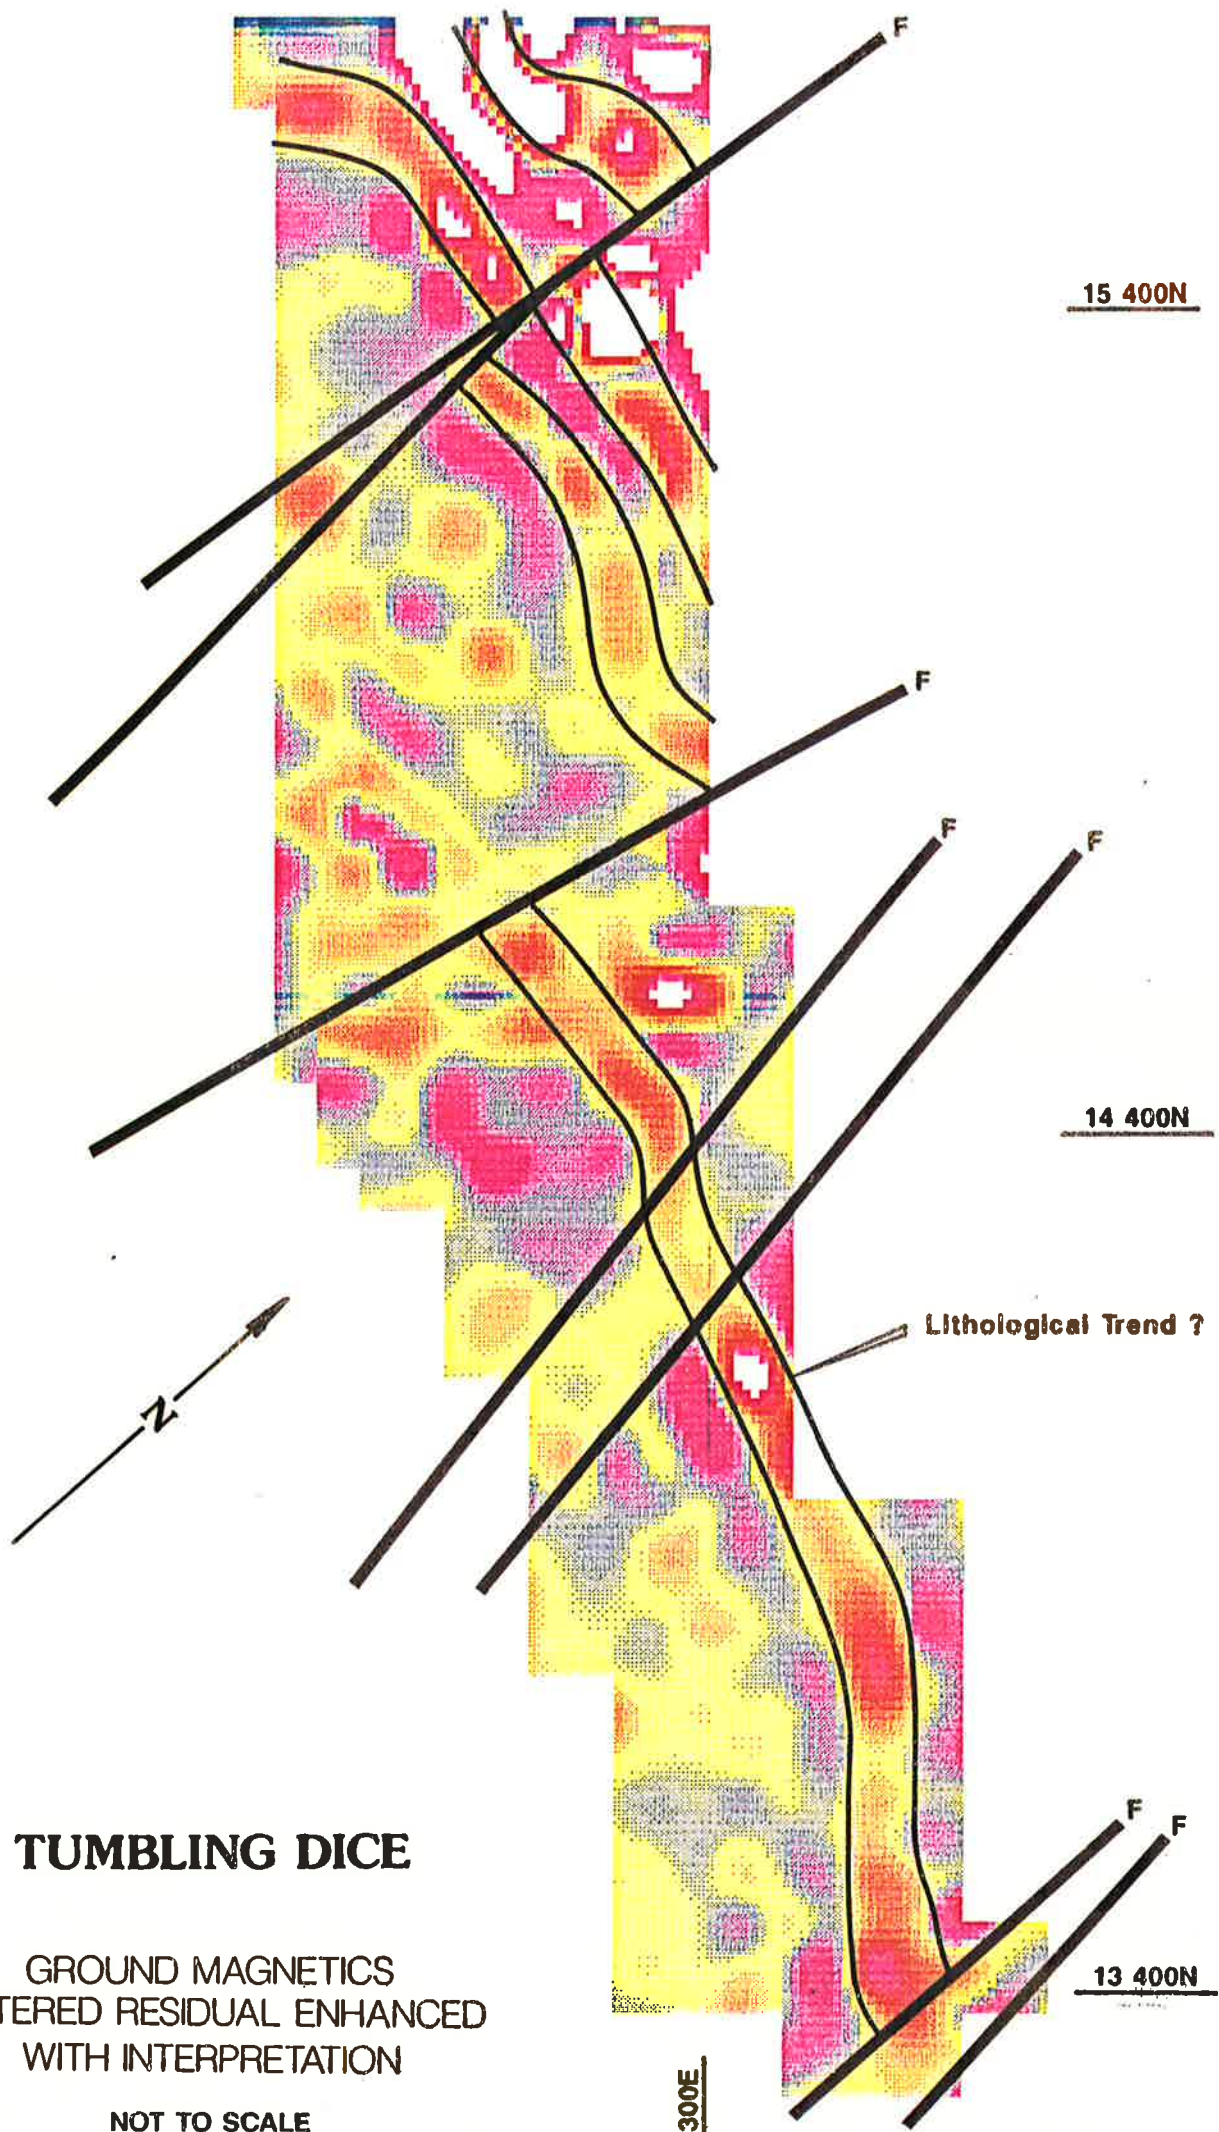 F
15 400N
F
F
F
14 400N
Lithological Trend ?
N
F
F
TUMBLING DICE
GROUND MAGNETICS
TERED RESIDUAL ENHANCED
WITH INTERPRETATION
NOT TO SCALE
13 400N
300E